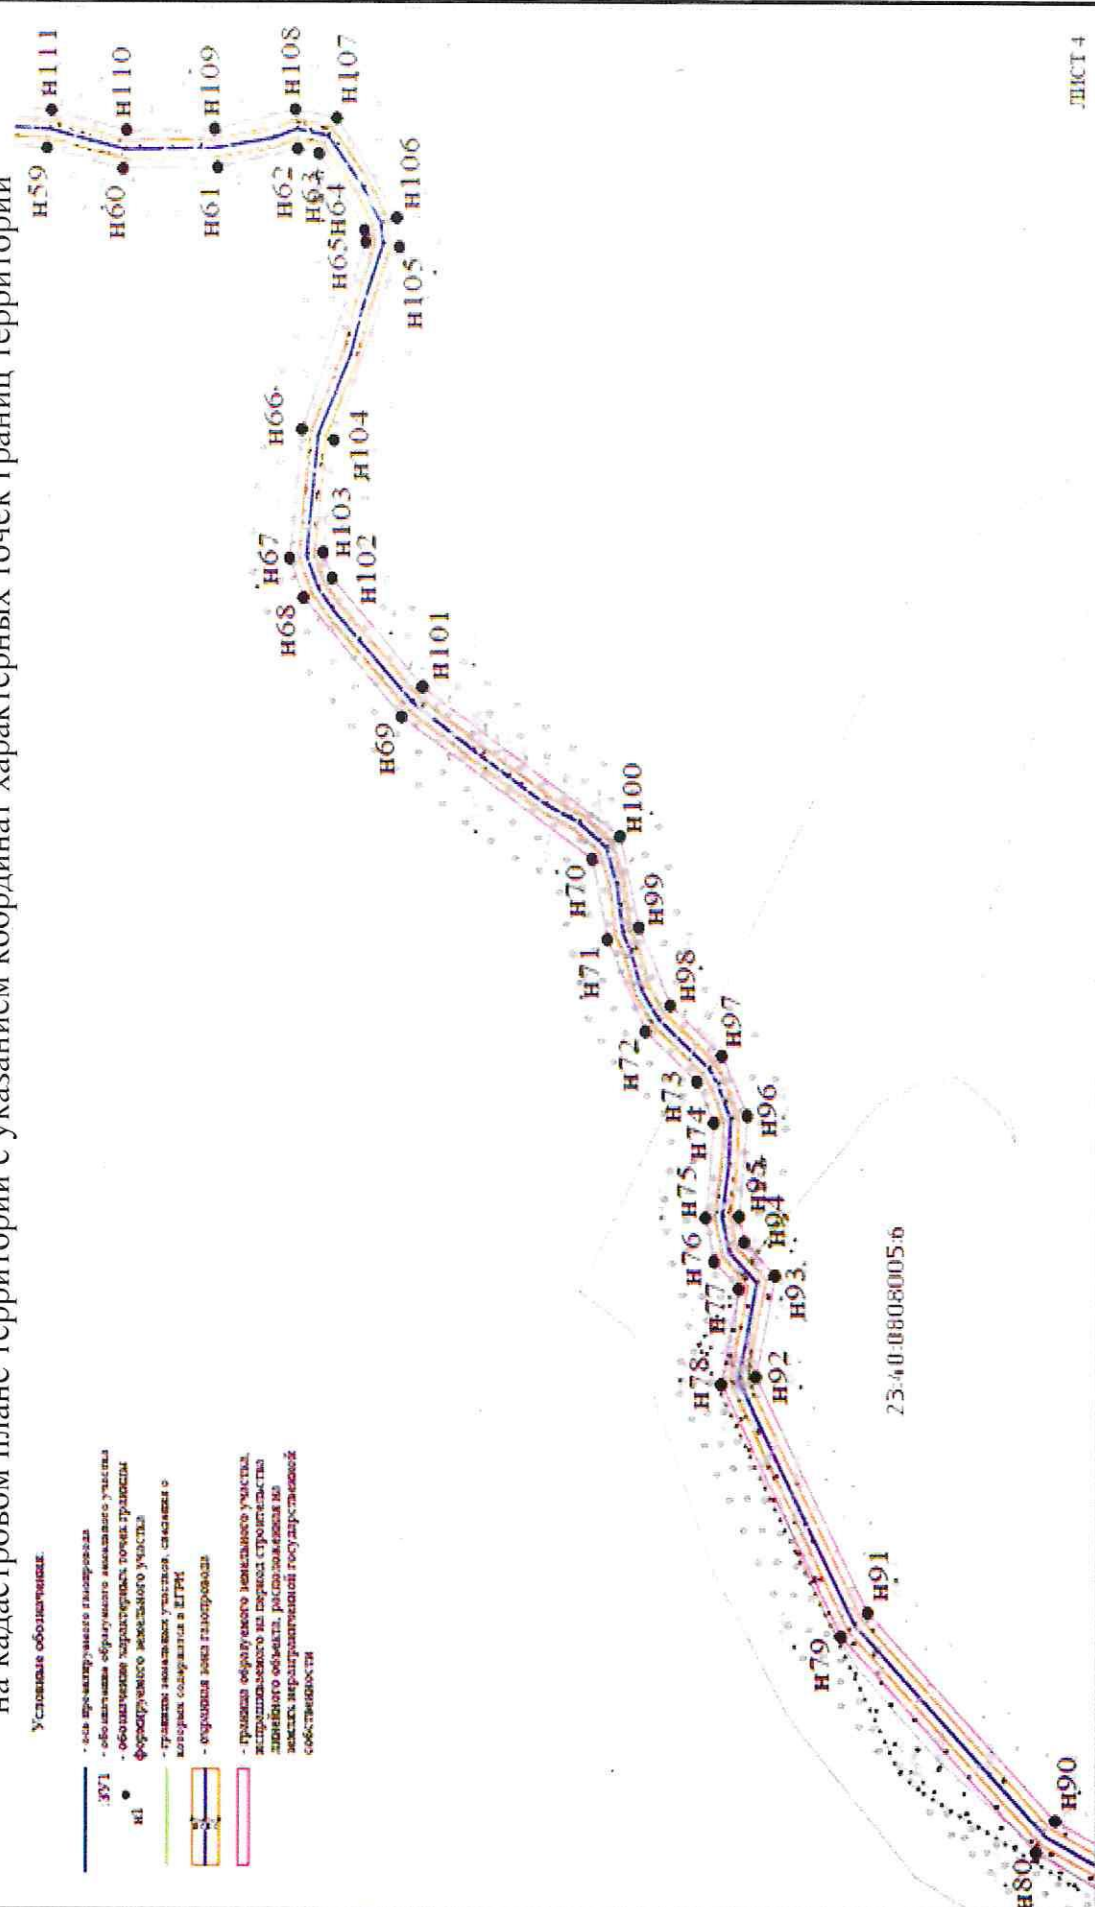 на кадастровом плане территории с указанием координат характерных точек границ территории
Условные обозначения:
- ось проектируемого газопровода
:ЗУ1 - обозначение образуемого земельного участка
н1 - обозначение характерных точек границы
формируемого земельного участка
- границы земельных участков, сведения о
которых содержатся в ЕГРН
- охранная зона газопровода
- граница образуемого земельного участка,
испрашиваемого на период строительства
линейного объекта, расположенная на
землях неразграниченной государственной
собственности
н59
н111
н60
н110
н61
н109
н62
н108
н63
н107
н64
н65
н106
н105
н66
н104
н67
н103
н68
н102
н69
н101
н70
н100
н71
н99
н72
н98
н73
н97
н74
н96
н75
н95
н76
н94
н77
н93
н78
н92
н79
н91
н80
н90
23:40:0808005:6
ЛИСТ 4